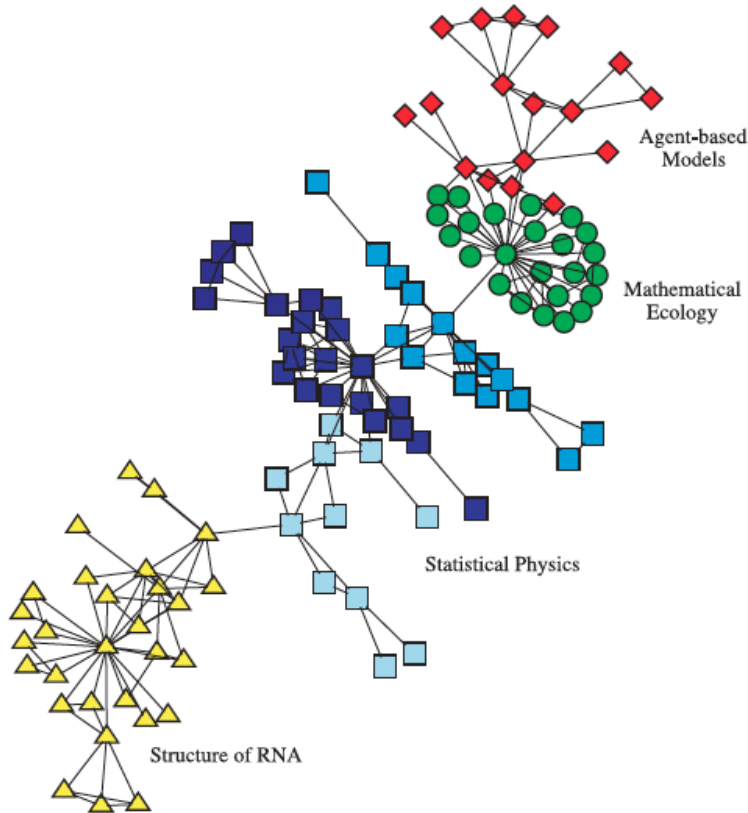 Agent-based
Models
Mathematical
Ecology
Statistical Physics
Structure of RNA